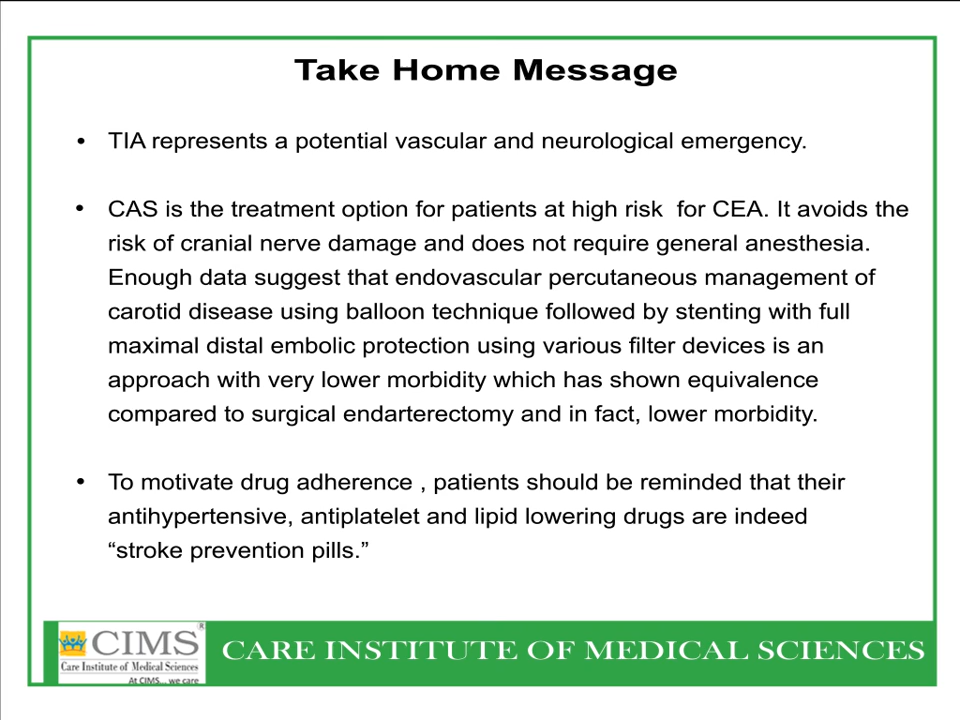 Take Home Message
• TIA represents a potential vascular and neurological emergency.
• CAS is the treatment option for patients at high risk  for CEA. It avoids the
risk of cranial nerve damage and does not require general anesthesia.
Enough data suggest that endovascular percutaneous management of
carotid disease using balloon technique followed by stenting with full
maximal distal embolic protection using various filter devices is an
approach with very lower morbidity which has shown equivalence
compared to surgical endarterectomy and in fact, lower morbidity.
• To motivate drug adherence , patients should be reminded that their
antihypertensive, antiplatelet and lipid lowering drugs are indeed
“stroke prevention pills.”
CIMS®
Care Institute of Medical Sciences
At CIMS... we care
CARE INSTITUTE OF MEDICAL SCIENCES